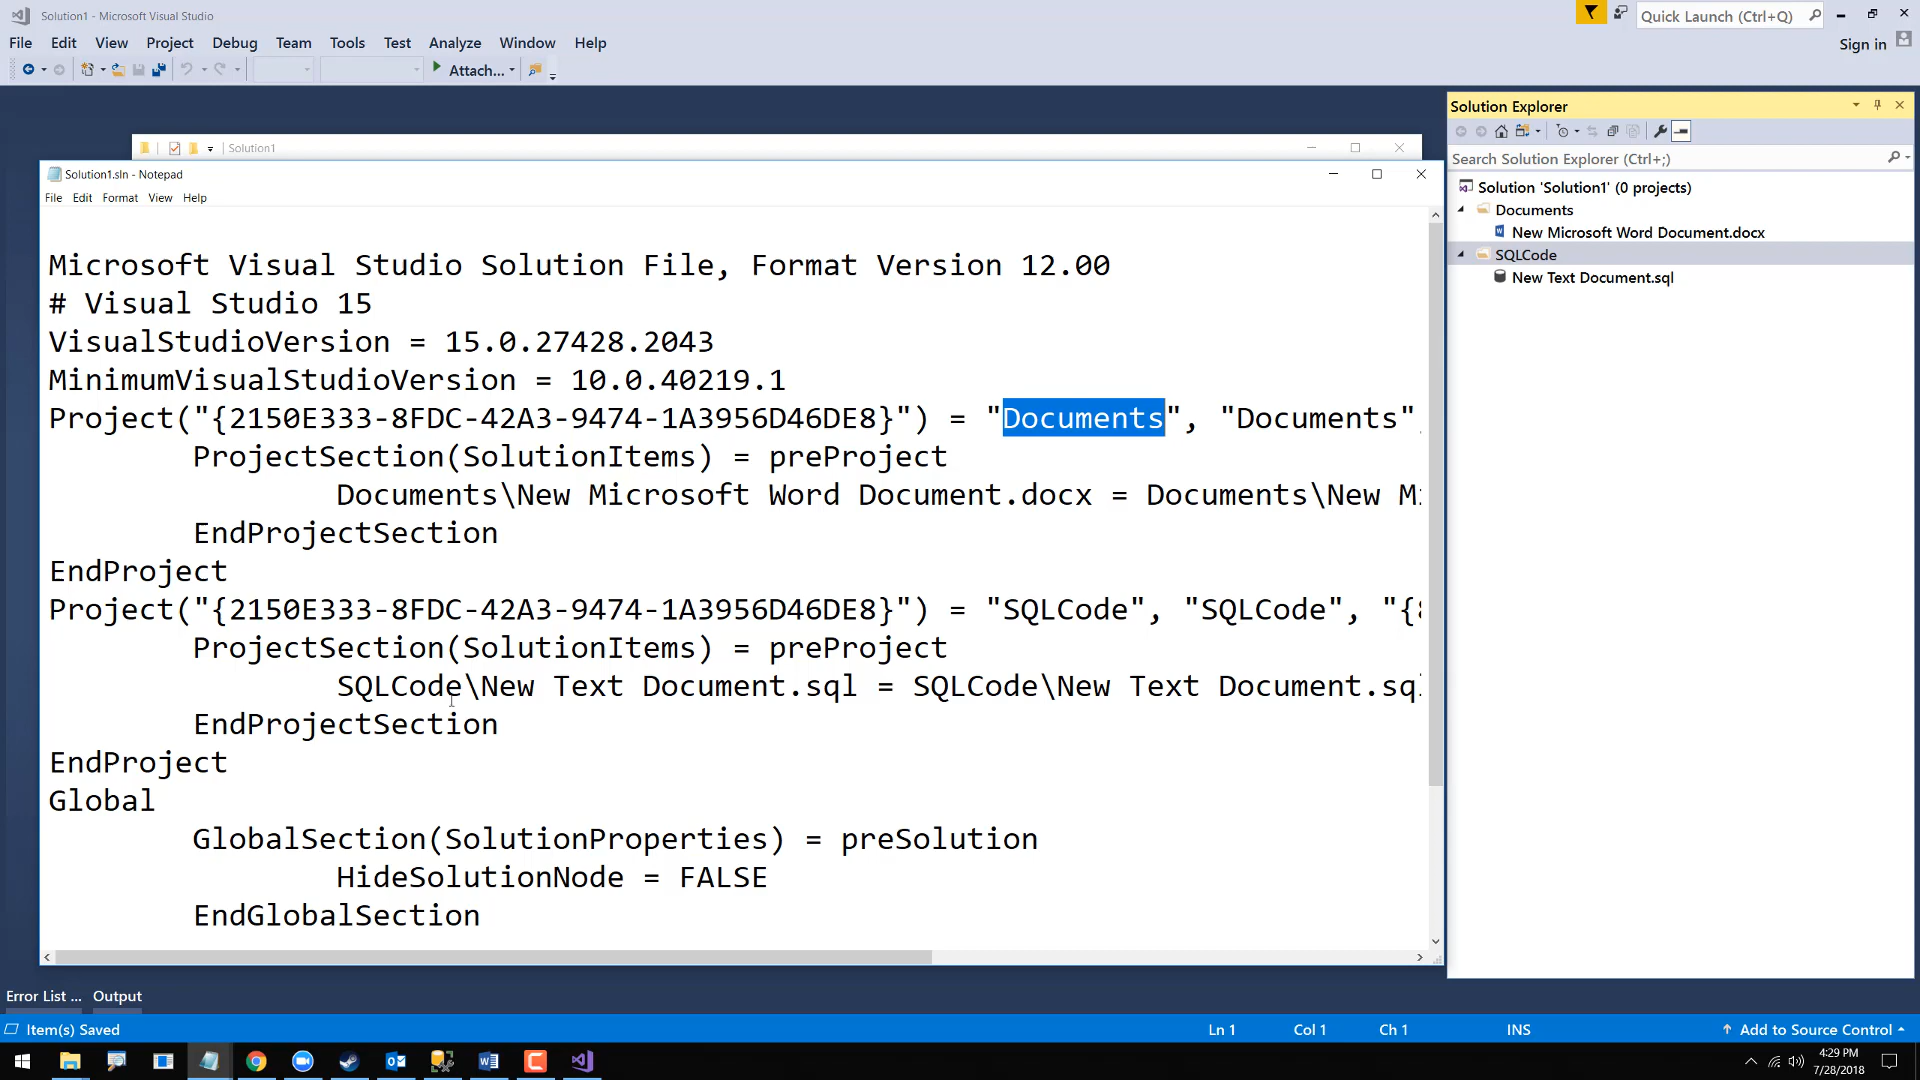 Solution1 - Microsoft Visual Studio
Quick Launch (Ctrl+Q)
File Edit View Project Debug Team Tools Test Analyze Window Help
Sign in
Attach...
Solution Explorer
Search Solution Explorer (Ctrl+;)
Solution 'Solution1' (0 projects)
Documents
New Microsoft Word Document.docx
SQLCode
New Text Document.sql
Solution1
Solution1.sln - Notepad
File Edit Format View Help
Microsoft Visual Studio Solution File, Format Version 12.00
# Visual Studio 15
VisualStudioVersion = 15.0.27428.2043
MinimumVisualStudioVersion = 10.0.40219.1
Project("{2150E333-8FDC-42A3-9474-1A3956D46DE8}") = "Documents", "Documents",
ProjectSection(SolutionItems) = preProject
Documents\New Microsoft Word Document.docx = Documents\New Mi
EndProjectSection
EndProject
Project("{2150E333-8FDC-42A3-9474-1A3956D46DE8}") = "SQLCode", "SQLCode", "{8
ProjectSection(SolutionItems) = preProject
SQLCode\New Text Document.sql = SQLCode\New Text Document.sql
EndProjectSection
EndProject
Global
GlobalSection(SolutionProperties) = preSolution
HideSolutionNode = FALSE
EndGlobalSection
Error List ... Output
Item(s) Saved
Ln 1 Col 1 Ch 1 INS
Add to Source Control
4:29 PM
7/28/2018